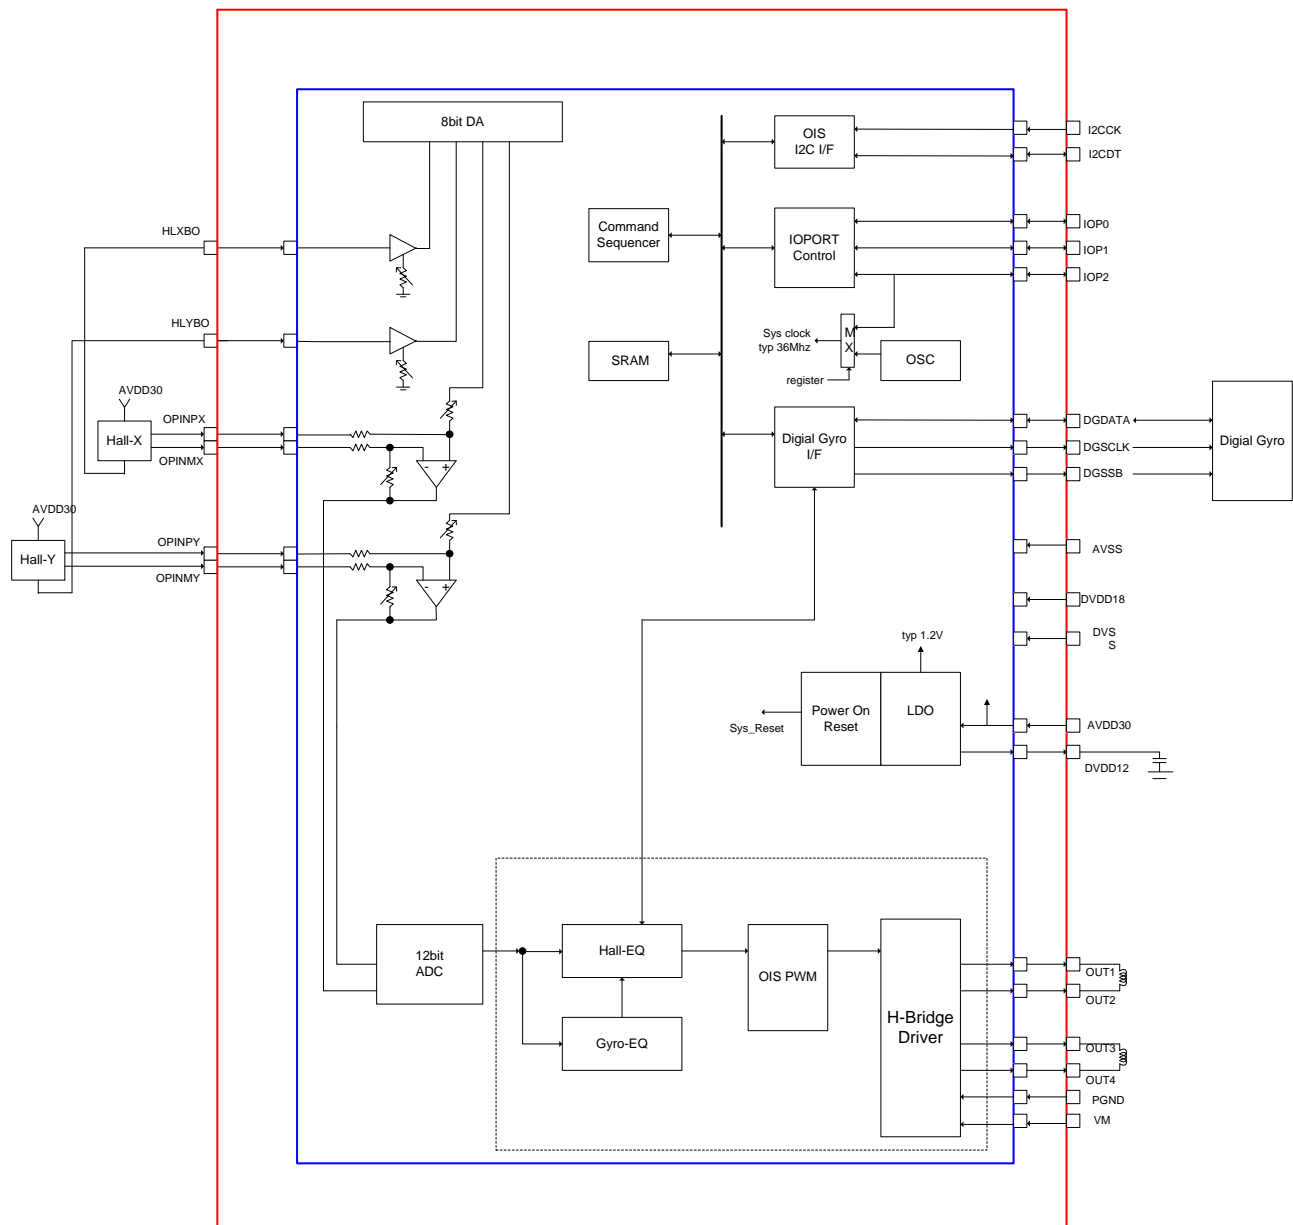 8bit DA
OIS
I2C I/F
I2CCK
I2CDT
Command
Sequencer
IOPORT
Control
IOP0
IOP1
IOP2
HLXBO
HLYBO
Sys clock
typ 36Mhz
M
X
OSC
register
SRAM
AVDD30
Hall-X
OPINPX
OPINMX
- +
Digial Gyro
I/F
DGDATA
DGSCLK
DGSSB
Digial Gyro
AVDD30
Hall-Y
OPINPY
OPINMY
- +
AVSS
DVDD18
DVS
S
typ 1.2V
Sys_Reset
Power On
Reset
LDO
AVDD30
DVDD12
12bit
ADC
Hall-EQ
Gyro-EQ
OIS PWM
H-Bridge
Driver
OUT1
OUT2
OUT3
OUT4
PGND
VM